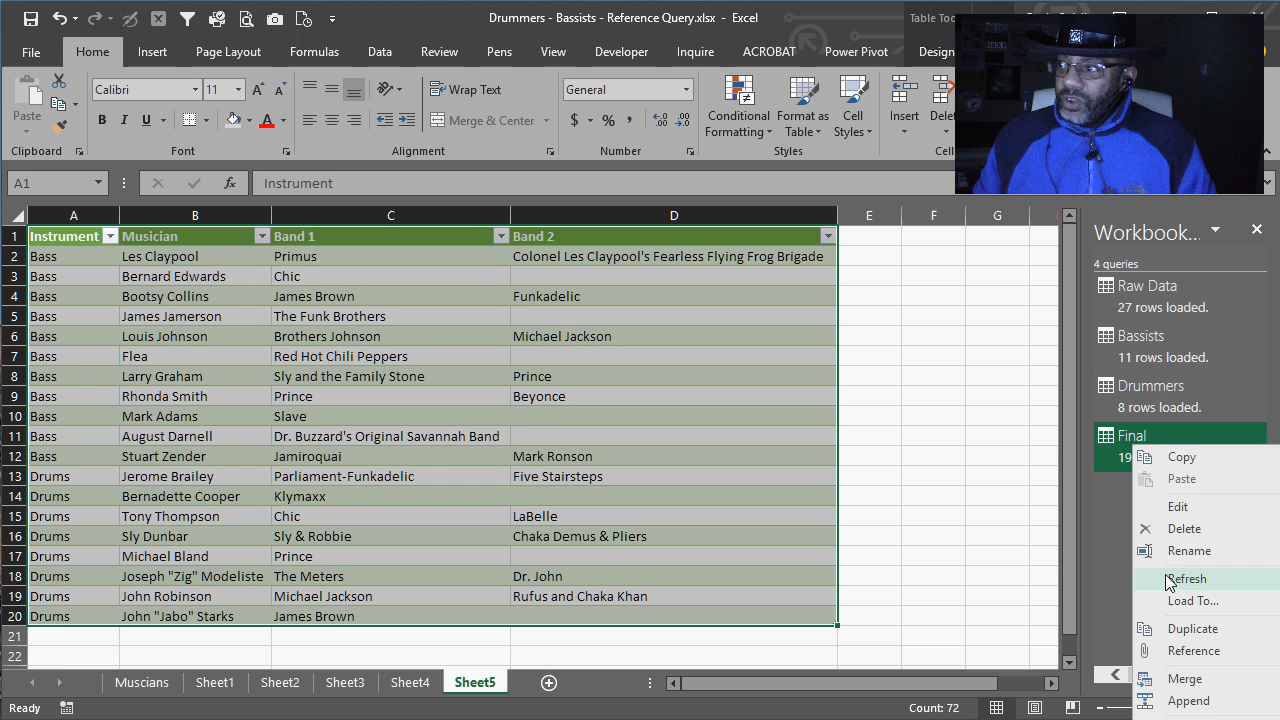 Drummers - Bassists - Reference Query.xlsx - Excel
Table Too
File Home Insert Page Layout Formulas Data Review Pens View Developer Inquire ACROBAT Power Pivot Design
Paste
Calibri 11
B I U
A
Wrap Text
Merge & Center
General
$ % ,
Conditional Formatting
Format as Table
Cell Styles
Insert
Delet
Clipboard Font Alignment Number Styles Cel
A1 fx Instrument
A B C D E F G
1 Instrument Musician Band 1 Band 2
2 Bass Les Claypool Primus Colonel Les Claypool's Fearless Flying Frog Brigade
3 Bass Bernard Edwards Chic
4 Bass Bootsy Collins James Brown Funkadelic
5 Bass James Jamerson The Funk Brothers
6 Bass Louis Johnson Brothers Johnson Michael Jackson
7 Bass Flea Red Hot Chili Peppers
8 Bass Larry Graham Sly and the Family Stone Prince
9 Bass Rhonda Smith Prince Beyonce
10 Bass Mark Adams Slave
11 Bass August Darnell Dr. Buzzard's Original Savannah Band
12 Bass Stuart Zender Jamiroquai Mark Ronson
13 Drums Jerome Brailey Parliament-Funkadelic Five Stairsteps
14 Drums Bernadette Cooper Klymaxx
15 Drums Tony Thompson Chic LaBelle
16 Drums Sly Dunbar Sly & Robbie Chaka Demus & Pliers
17 Drums Michael Bland Prince
18 Drums Joseph "Zig" Modeliste The Meters Dr. John
19 Drums John Robinson Michael Jackson Rufus and Chaka Khan
20 Drums John "Jabo" Starks James Brown
21
22
Workbook...
4 queries
Raw Data
27 rows loaded.
Bassists
11 rows loaded.
Drummers
8 rows loaded.
Final
19
Copy
Paste
Edit
Delete
Rename
Refresh
Load To...
Duplicate
Reference
Merge
Append
Muscians Sheet1 Sheet2 Sheet3 Sheet4 Sheet5
Ready
Count: 72